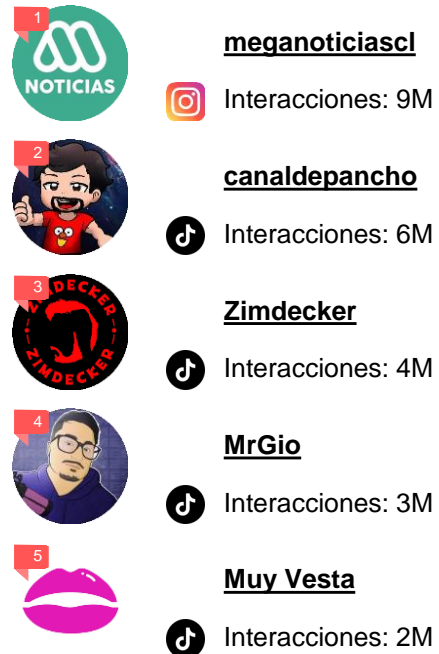 1
NOTICIAS
meganoticiascl
Interacciones: 9M
2
canaldepancho
Interacciones: 6M
3
ZIMDECKER
ZIMDECKER
Zimdecker
Interacciones: 4M
4
MrGio
Interacciones: 3M
5
Muy Vesta
Interacciones: 2M